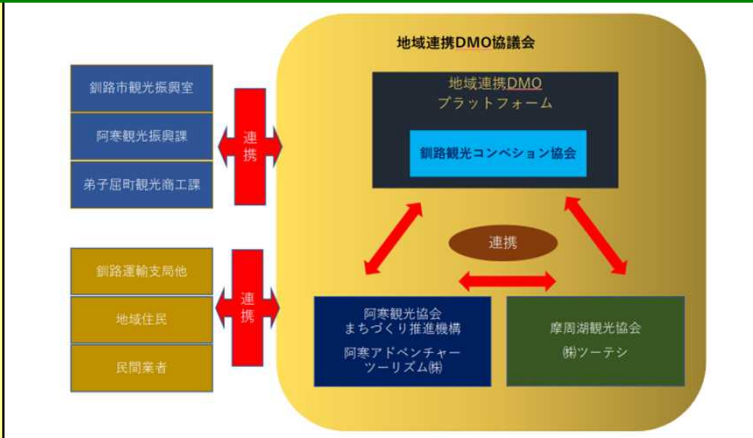 地域連携DMO協議会
地域連携DMO
プラットフォーム
釧路観光コンベション協会
釧路市観光振興室
阿寒観光振興課
弟子屈町観光商工課
連携
釧路運輸支局他
地域住民
民間業者
連携
連携
阿寒観光協会
まちづくり推進機構
阿寒アドベンチャー
ツーリズム㈱
摩周湖観光協会
㈱ツーテシ